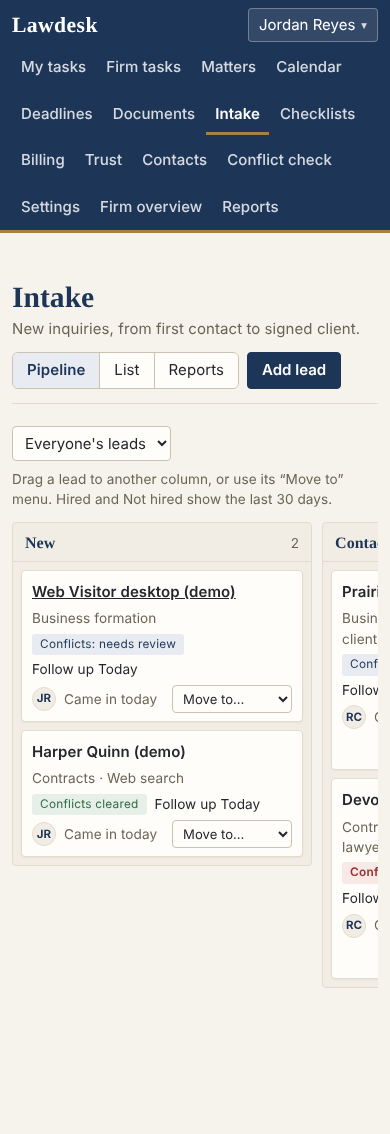 Lawdesk
Jordan Reyes ▾
My tasks Firm tasks Matters Calendar
Deadlines Documents Intake Checklists
Billing Trust Contacts Conflict check
Settings Firm overview Reports
Intake
New inquiries, from first contact to signed client.
Pipeline List Reports Add lead
Everyone's leads
Drag a lead to another column, or use its “Move to”
menu. Hired and Not hired show the last 30 days.
New 2
Web Visitor desktop (demo)
Business formation
Conflicts: needs review
Follow up Today
JR Came in today Move to...
Harper Quinn (demo)
Contracts · Web search
Conflicts cleared Follow up Today
JR Came in today Move to...
client
RC
lawye
RC